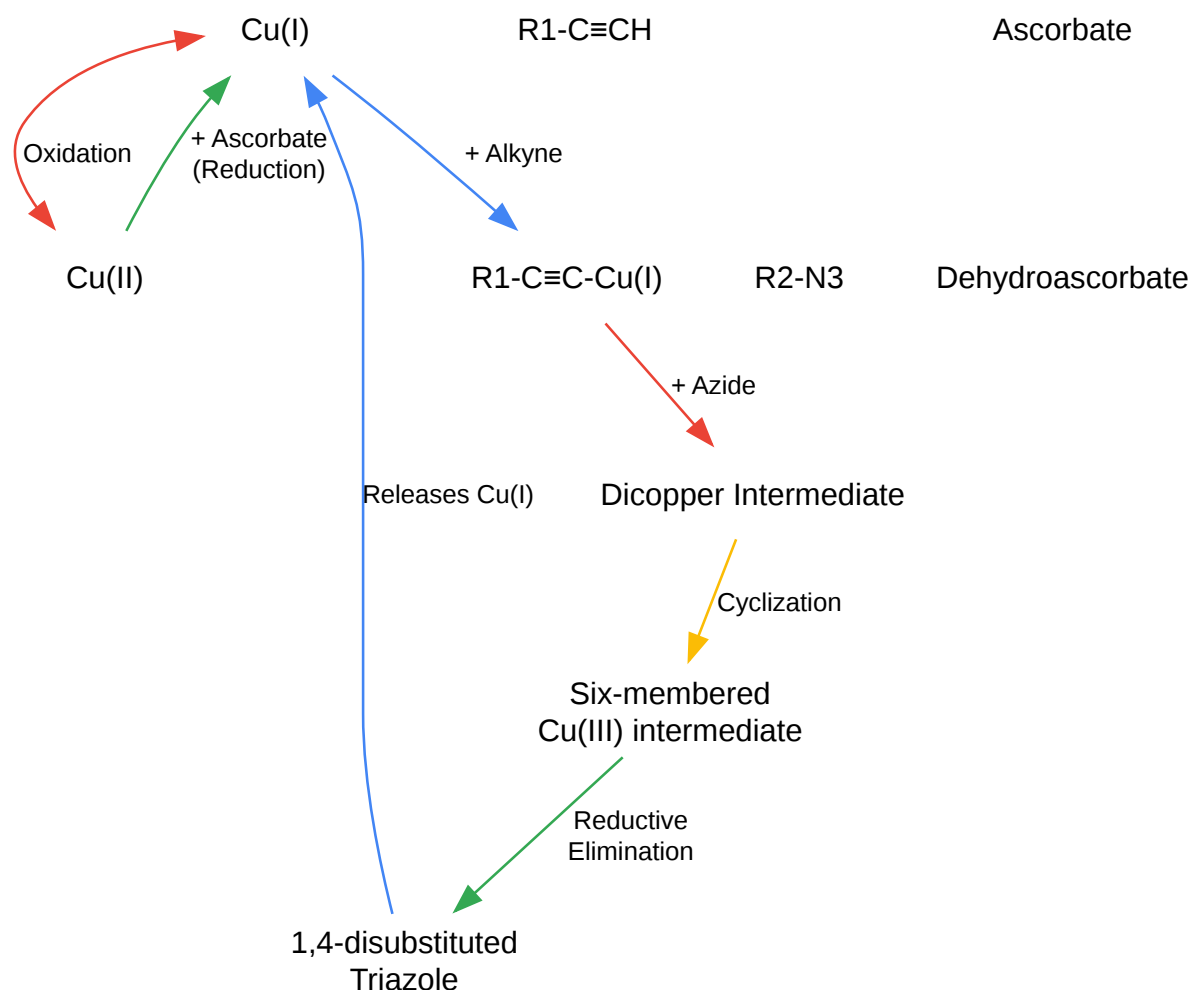 Cu(I)
R1-C≡CH
Ascorbate
Oxidation
+ Ascorbate
(Reduction)
+ Alkyne
Cu(II)
R1-C≡C-Cu(I)
R2-N3
Dehydroascorbate
+ Azide
Releases Cu(I)
Dicopper Intermediate
Cyclization
Six-membered
Cu(III) intermediate
Reductive
Elimination
1,4-disubstituted
Triazole